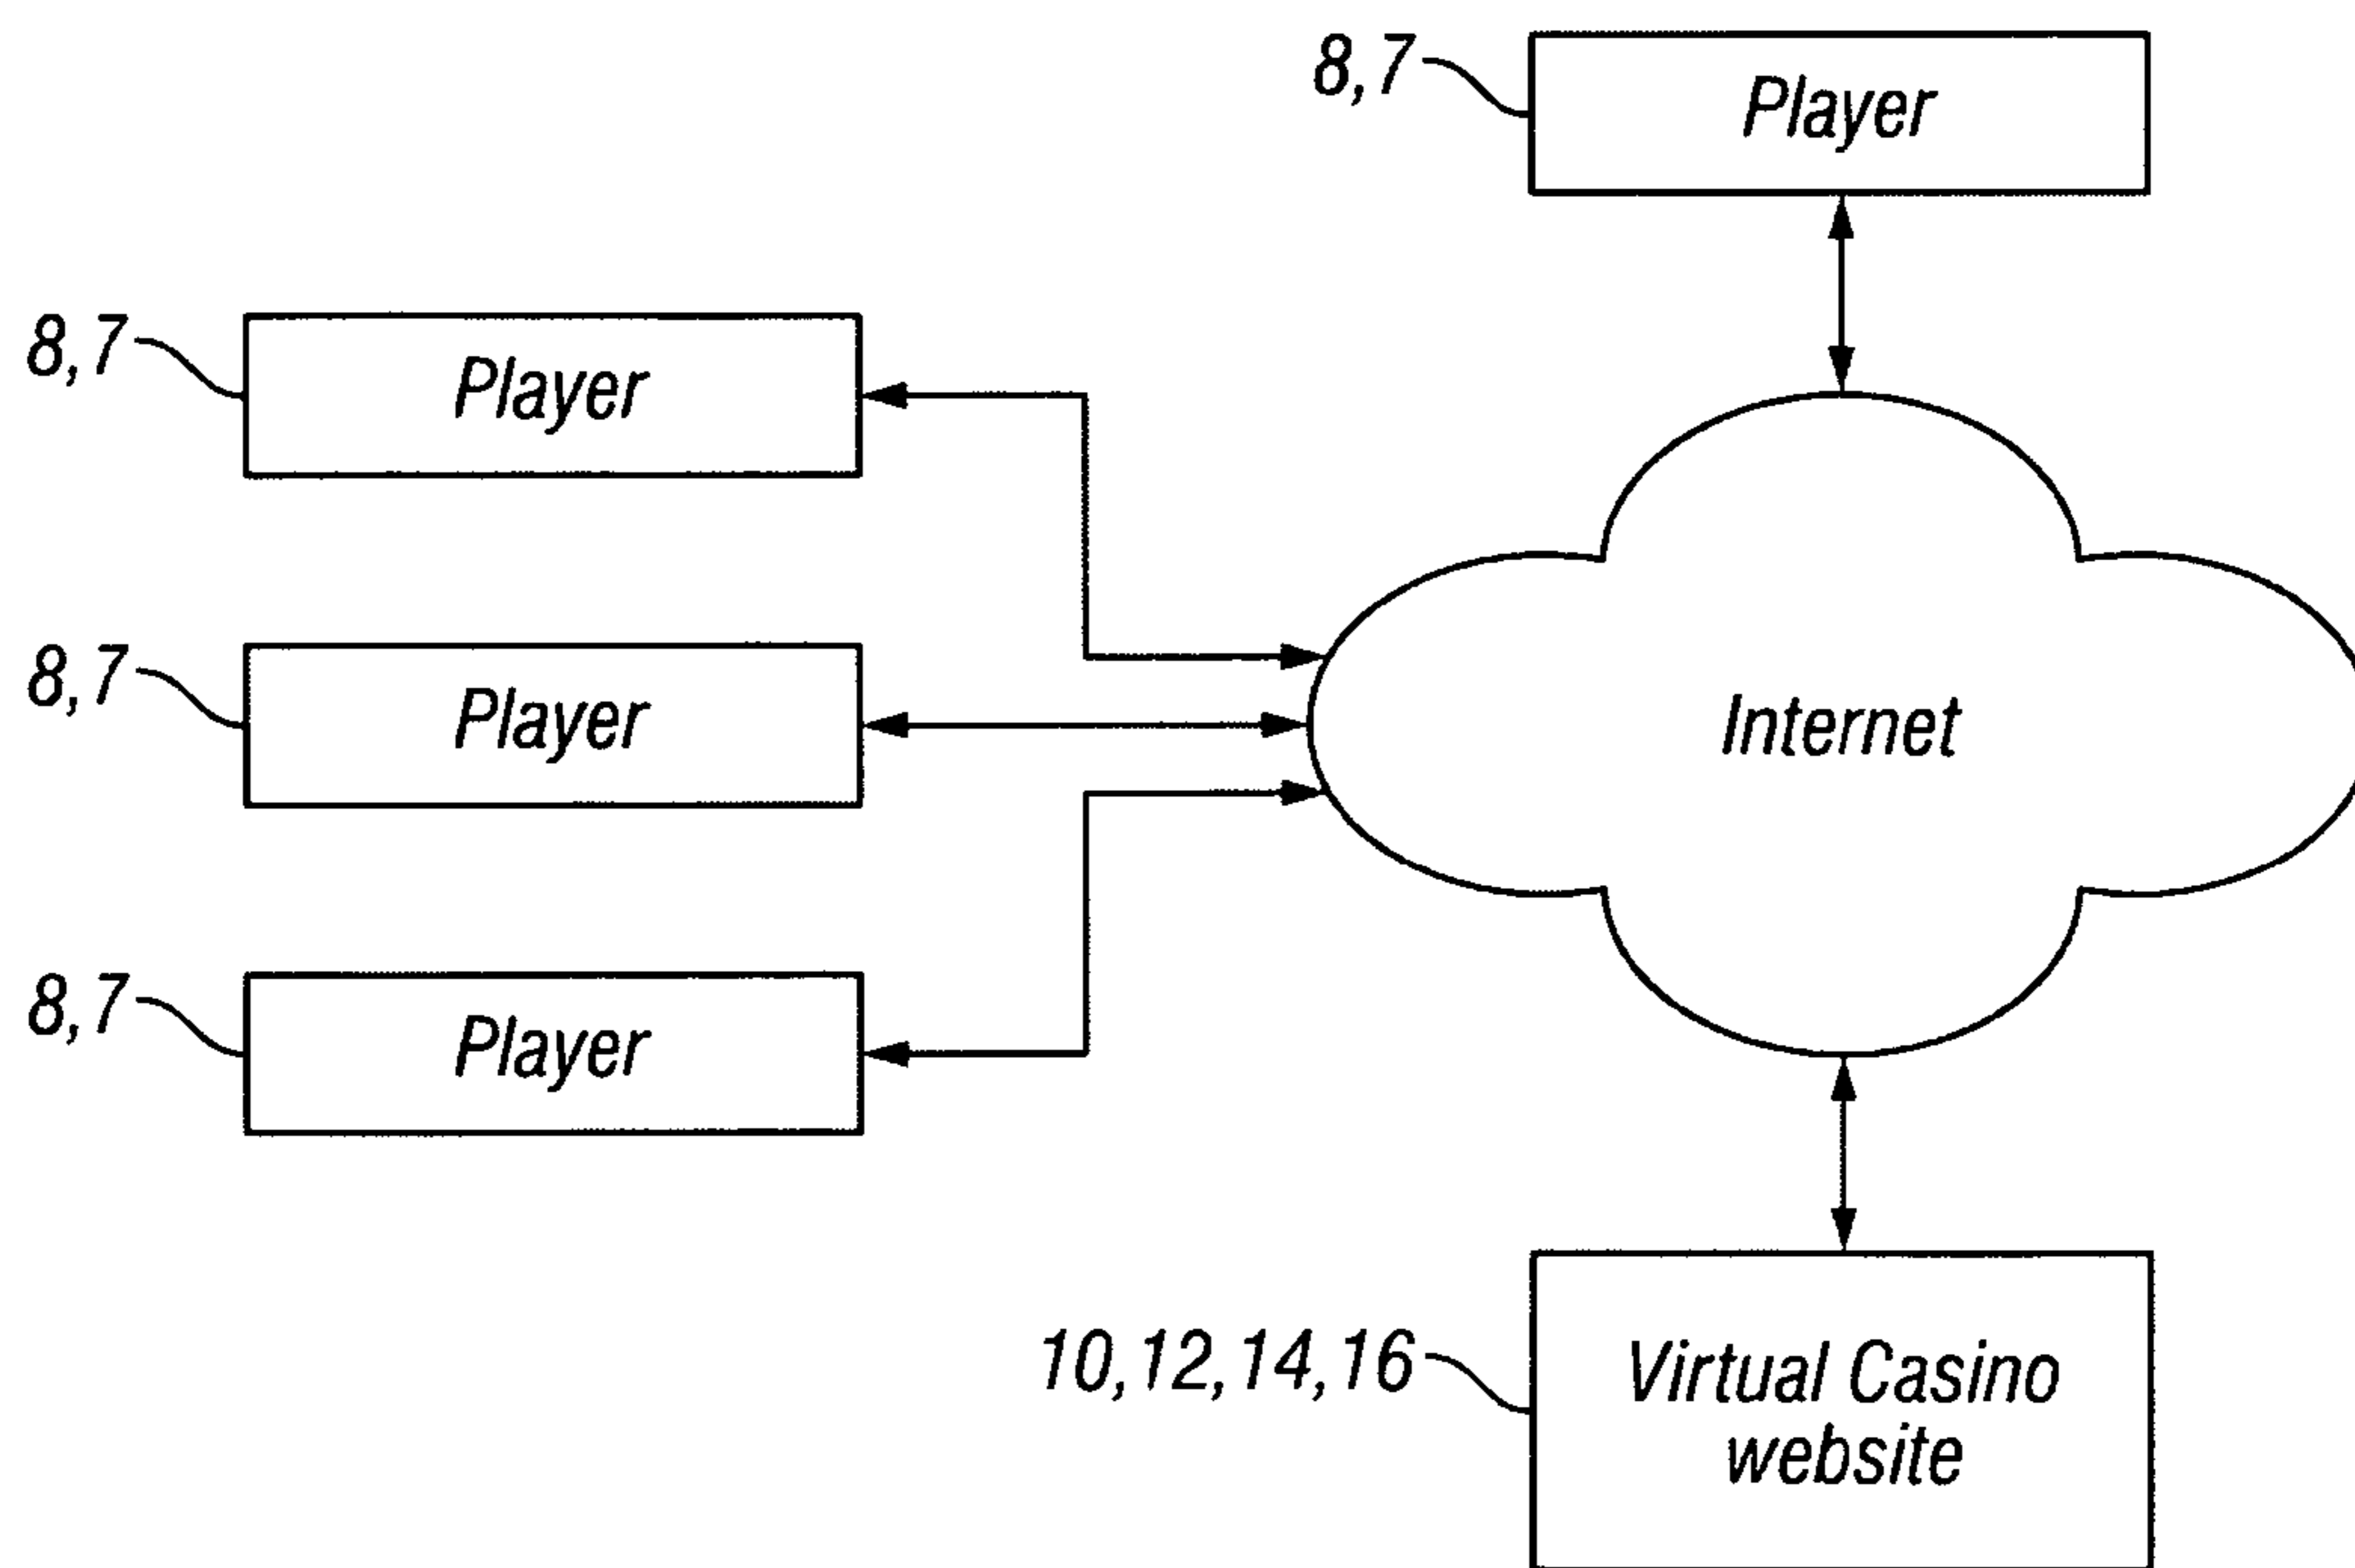 8,7
Player
8,7
Player
8,7
Player
Internet
8,7
Player
10,12,14,16
Virtual Casino
website